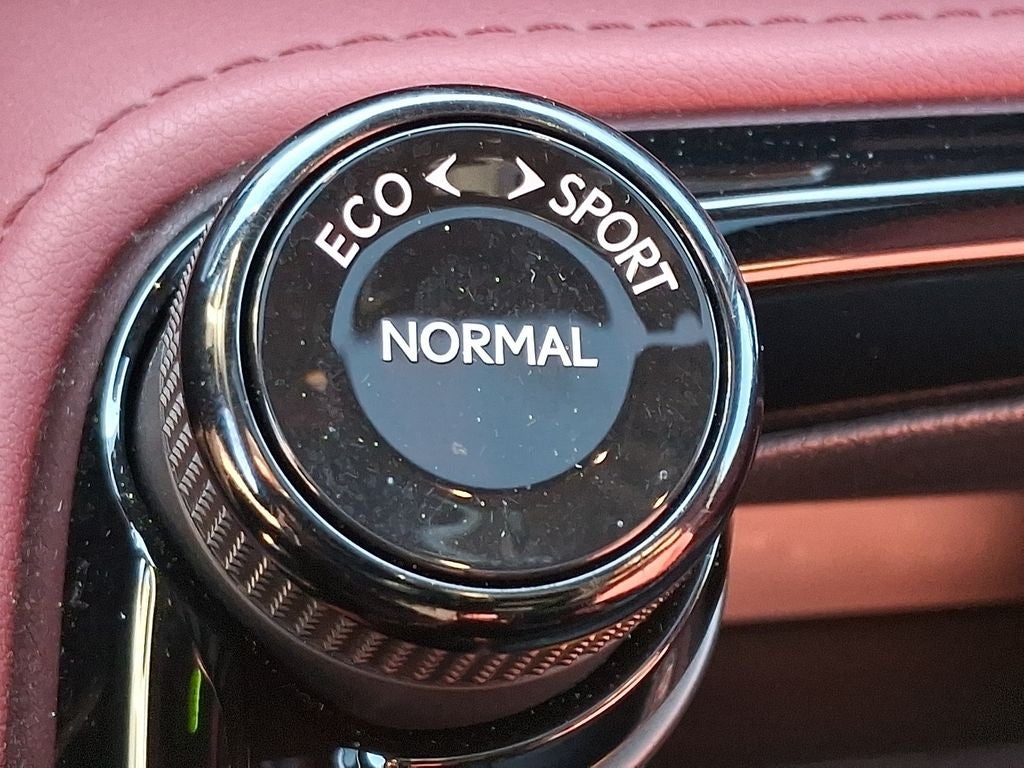 ECO < > SPORT
NORMAL